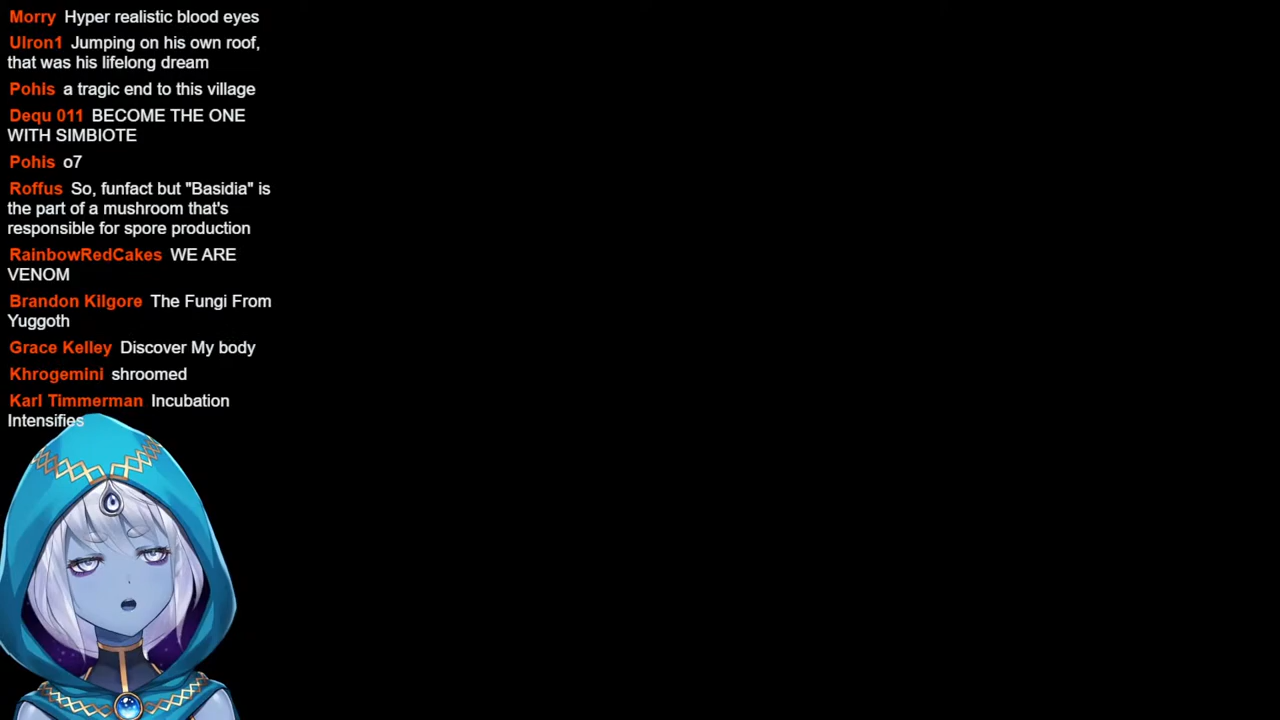 Morry Hyper realistic blood eyes
Ulron1 Jumping on his own roof,
that was his lifelong dream
Pohis a tragic end to this village
Dequ 011 BECOME THE ONE
WITH SIMBIOTE
Pohis o7
Roffus So, funfact but "Basidia" is
the part of a mushroom that's
responsible for spore production
RainbowRedCakes WE ARE
VENOM
Brandon Kilgore The Fungi From
Yuggoth
Grace Kelley Discover My body
Khrogemini shroomed
Karl Timmerman Incubation
Intensifies